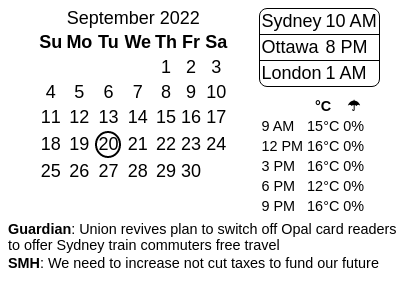 September 2022
Su Mo Tu We Th Fr Sa
1 2 3
4 5 6 7 8 9 10
11 12 13 14 15 16 17
18 19 20 21 22 23 24
25 26 27 28 29 30
Sydney 10 AM
Ottawa 8 PM
London 1 AM
°C ☂
9 AM 15°C 0%
12 PM 16°C 0%
3 PM 16°C 0%
6 PM 12°C 0%
9 PM 16°C 0%
Guardian: Union revives plan to switch off Opal card readers
to offer Sydney train commuters free travel
SMH: We need to increase not cut taxes to fund our future